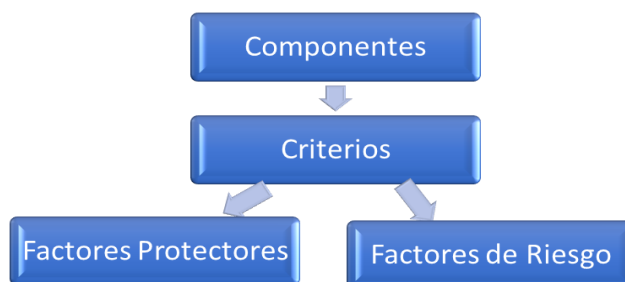 Componentes
Criterios
Factores Protectores
Factores de Riesgo